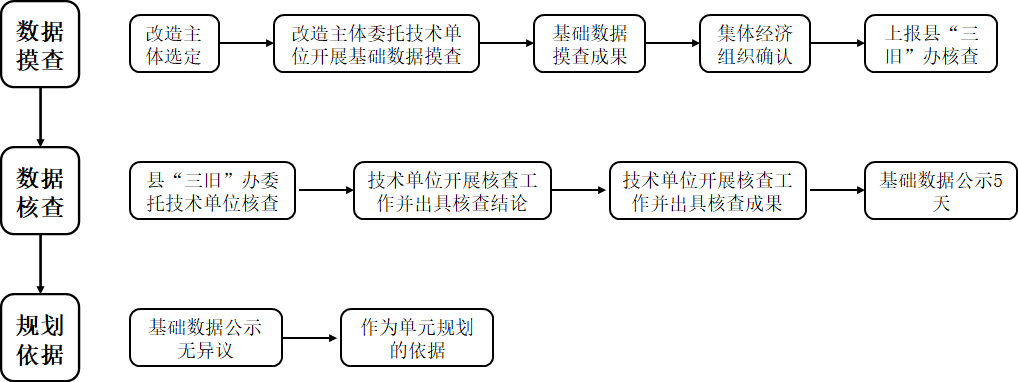 数据
摸查
改造主
体选定
改造主体委托技术单
位开展基础数据摸查
基础数据
摸查成果
集体经济
组织确认
上报县“三
旧”办核查
数据
核查
县“三旧”办委
托技术单位核查
技术单位开展核查工
作并出具核查结论
技术单位开展核查工
作并出具核查成果
基础数据公示5
天
规划
依据
基础数据公示
无异议
作为单元规划
的依据